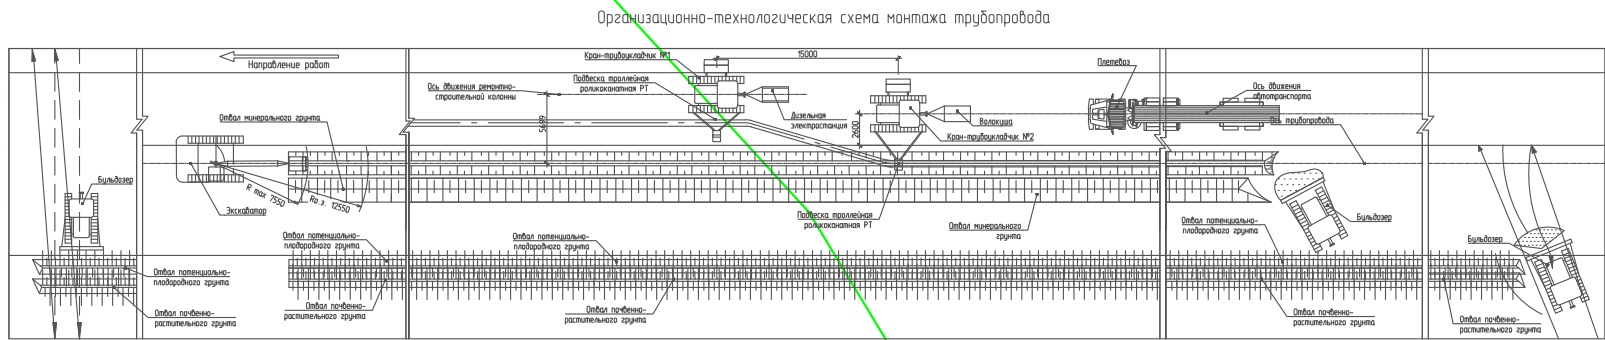 Организационно-технологическая схема монтажа трубопровода
Направление работ
Кран-трубоукладчик №1
15000
Плетевоз
Ось движения ремонтно-
строительной колонны
Подвеска троллейная
роликоканатная РТ
Ось движения
автотранспорта
Отвал минерального грунта
Дизельная
электростанция
Волокуша
Кран-трубоукладчик №2
2600
Ось трубопровода
Бульдозер
R max 7550
Rо.з. 12550
Экскаватор
Подвеска троллейная
роликоканатная РТ
Отвал минерального
грунта
Отвал потенциально-
плодородного грунта
Бульдозер
Бульдозер
Отвал потенциально-
плодородного грунта
Отвал потенциально-
плодородного грунта
Отвал потенциально-
плодородного грунта
Отвал почвенно-
растительного грунта
Отвал почвенно-
растительного грунта
Отвал почвенно-
растительного грунта
Отвал почвенно-
растительного грунта
Отвал почвенно-
растительного грунта